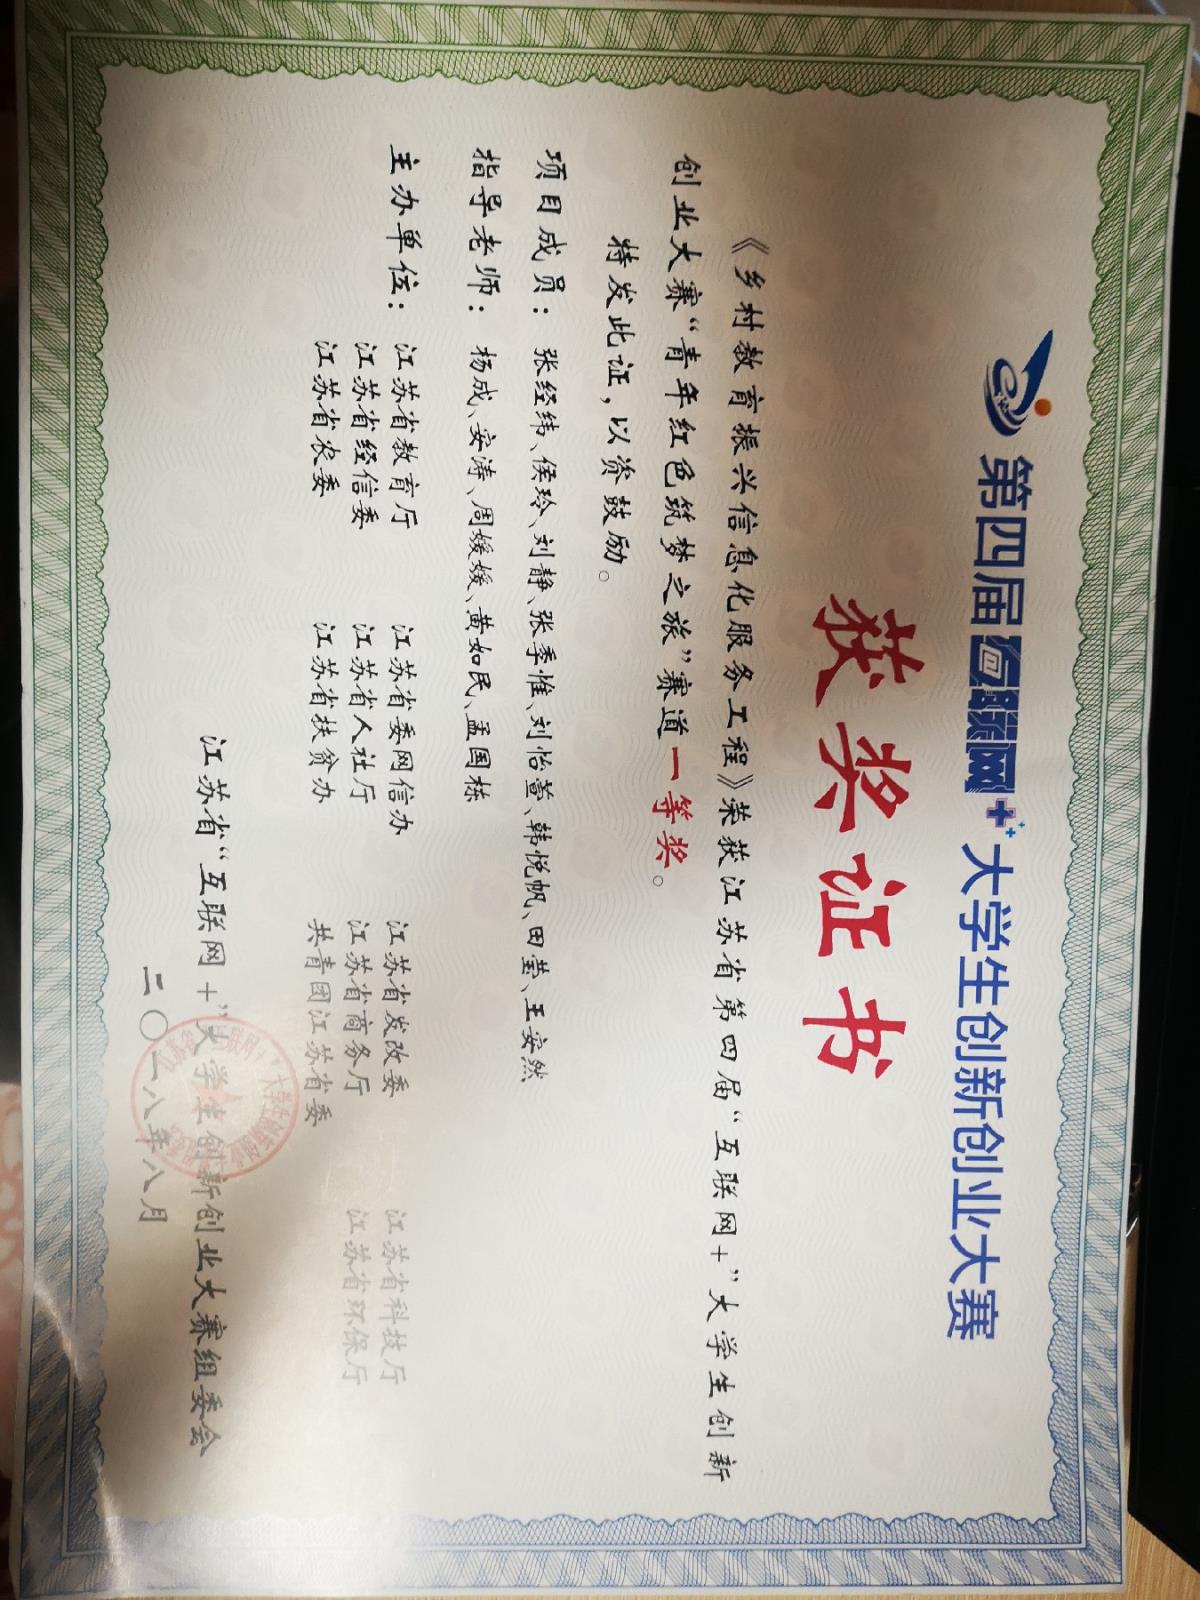 第四届互联网+大学生创新创业大赛
获奖证书
《乡村教育振兴信息化服务工程》荣获江苏省第四届“互联网+”大学生创新
创业大赛“青年红色筑梦之旅”赛道一等奖。
特发此证，以资鼓励。
项目成员：张经纬、侯玲、刘静、张季惟、刘怡萱、韩悦帆、田莹、王安然
指导老师：杨成、安涛、周媛媛、黄如民、孟国栋
主办单位：江苏省教育厅 江苏省委网信办 江苏省发改委 江苏省科技厅
江苏省经信委 江苏省人社厅 江苏省商务厅 江苏省环保厅
江苏省农委 江苏省扶贫办 共青团江苏省委
江苏省“互联网+”大学生创新创业大赛组委会
二〇一八年八月